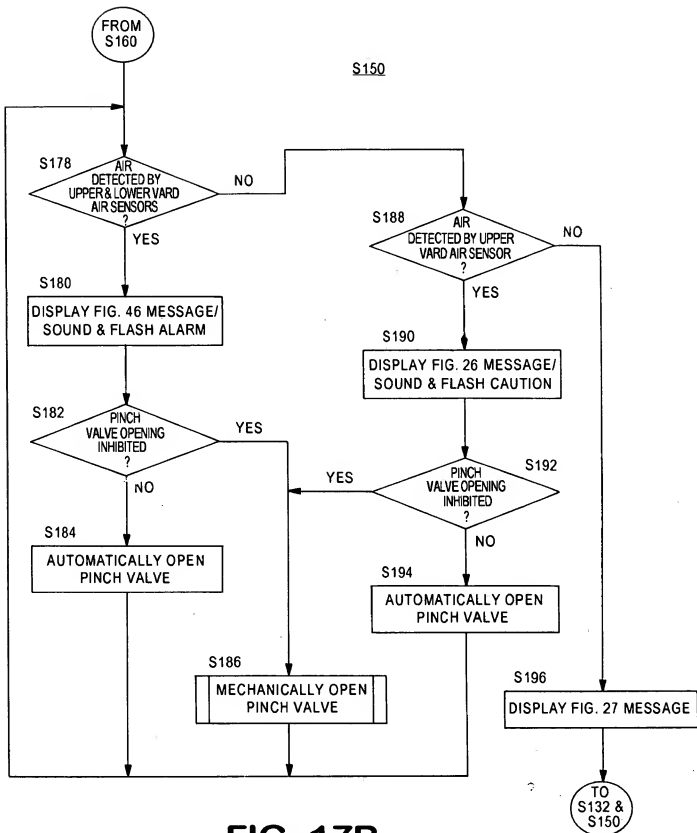 FROM
S160
S150
S178
AIR
DETECTED BY
UPPER & LOWER VARD
AIR SENSORS
?
NO
YES
S188
AIR
DETECTED BY UPPER
VARD AIR SENSOR
?
NO
YES
S180
DISPLAY FIG. 46 MESSAGE/
SOUND & FLASH ALARM
S190
DISPLAY FIG. 26 MESSAGE/
SOUND & FLASH CAUTION
S182
PINCH
VALVE OPENING
INHIBITED
?
YES
NO
S192
PINCH
VALVE OPENING
INHIBITED
?
YES
NO
S184
AUTOMATICALLY OPEN
PINCH VALVE
S194
AUTOMATICALLY OPEN
PINCH VALVE
S186
MECHANICALLY OPEN
PINCH VALVE
S196
DISPLAY FIG. 27 MESSAGE
TO
S132 &
S150